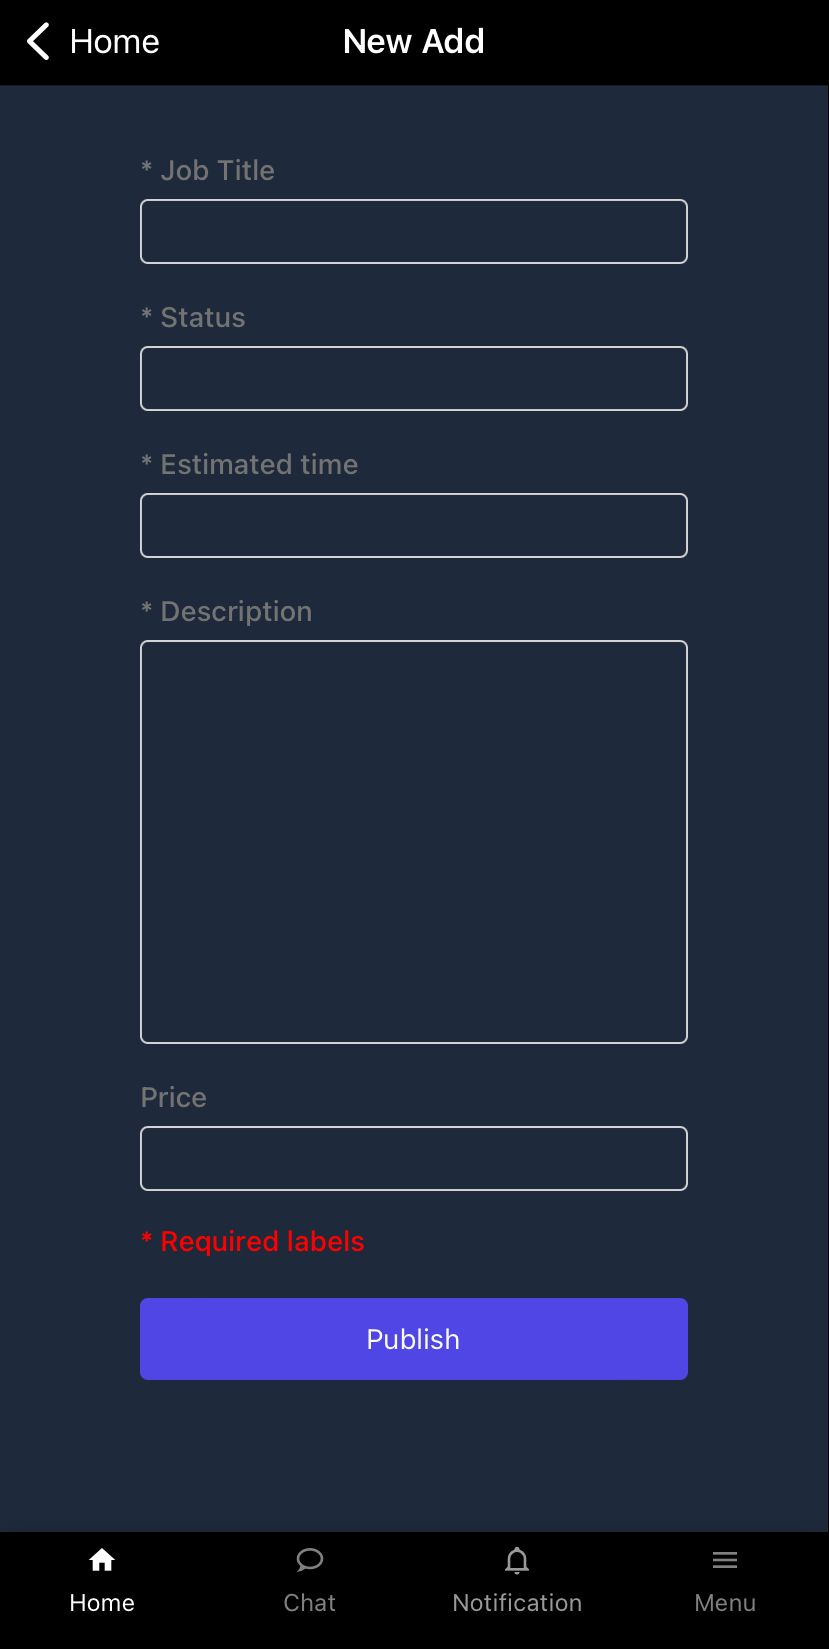 Home
New Add
* Job Title
* Status
* Estimated time
* Description
Price
* Required labels
Publish
Home
Chat
Notification
Menu